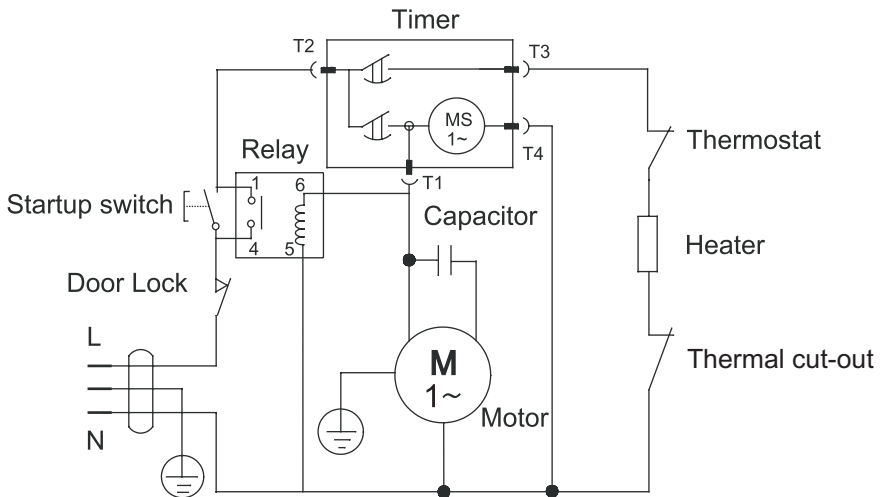 Timer
T2
T3
MS
1~
T4
Relay
1
6
T1
Thermostat
Startup switch
Capacitor
4
5
Heater
Door Lock
L
M
1~
Thermal cut-out
Motor
N